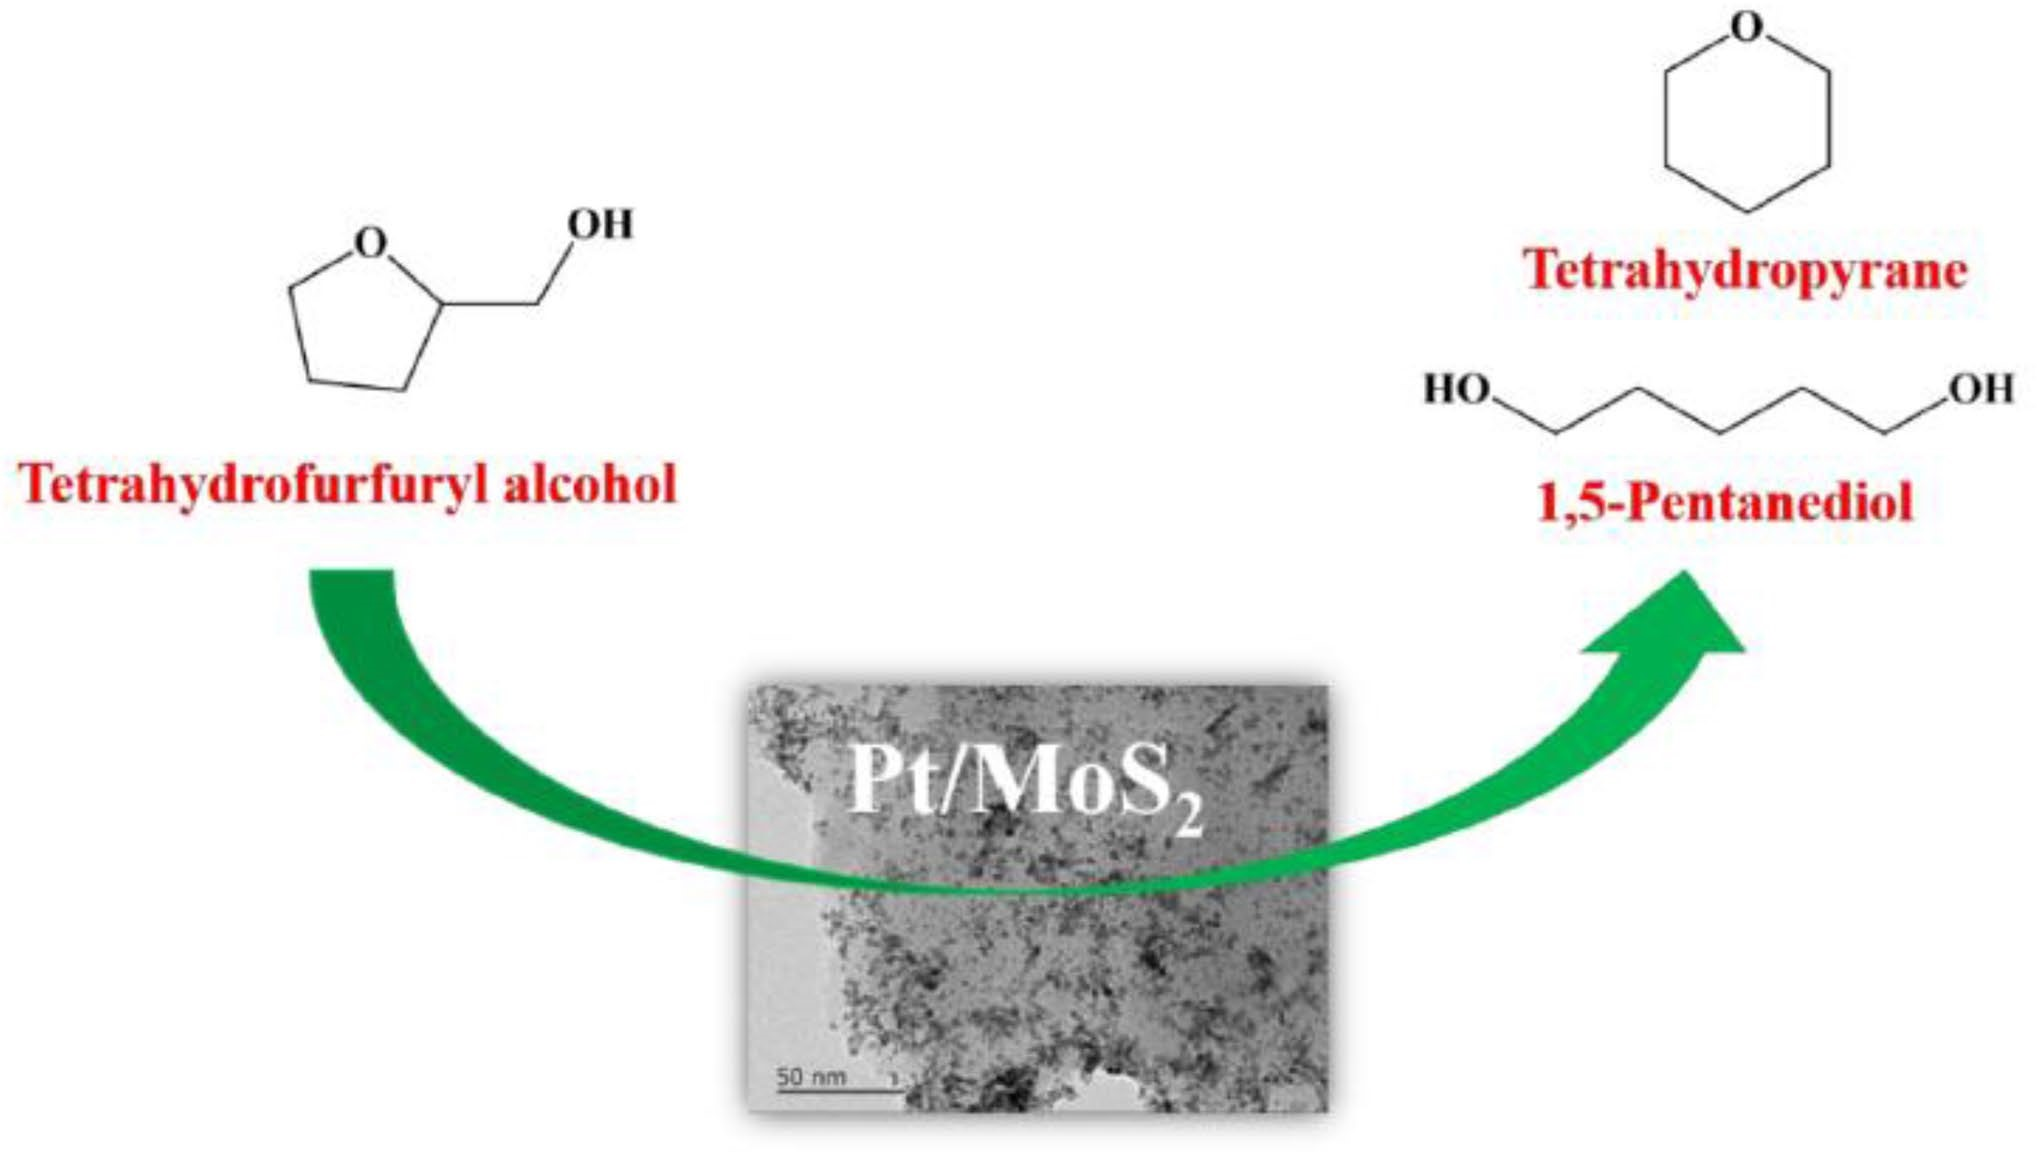 O
OH
Tetrahydrofurfuryl alcohol
O
Tetrahydropyrane
HO
OH
1,5-Pentanediol
Pt/MoS₂
50 nm